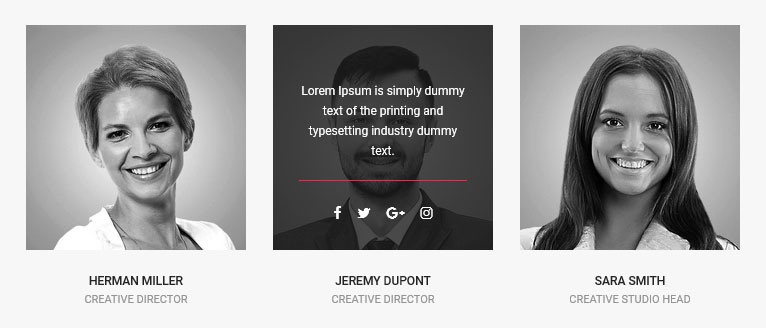 Lorem Ipsum is simply dummy
text of the printing and
typesetting industry dummy
text.
HERMAN MILLER
CREATIVE DIRECTOR
JEREMY DUPONT
CREATIVE DIRECTOR
SARA SMITH
CREATIVE STUDIO HEAD